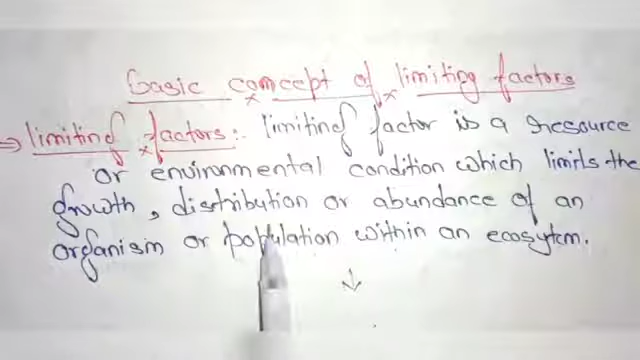 basic concept of limiting factors
⇒ limiting factors:- limiting factor is a resource
or environmental condition which limits the
growth, distribution or abundance of an
organism or population within an ecosytem.
↓